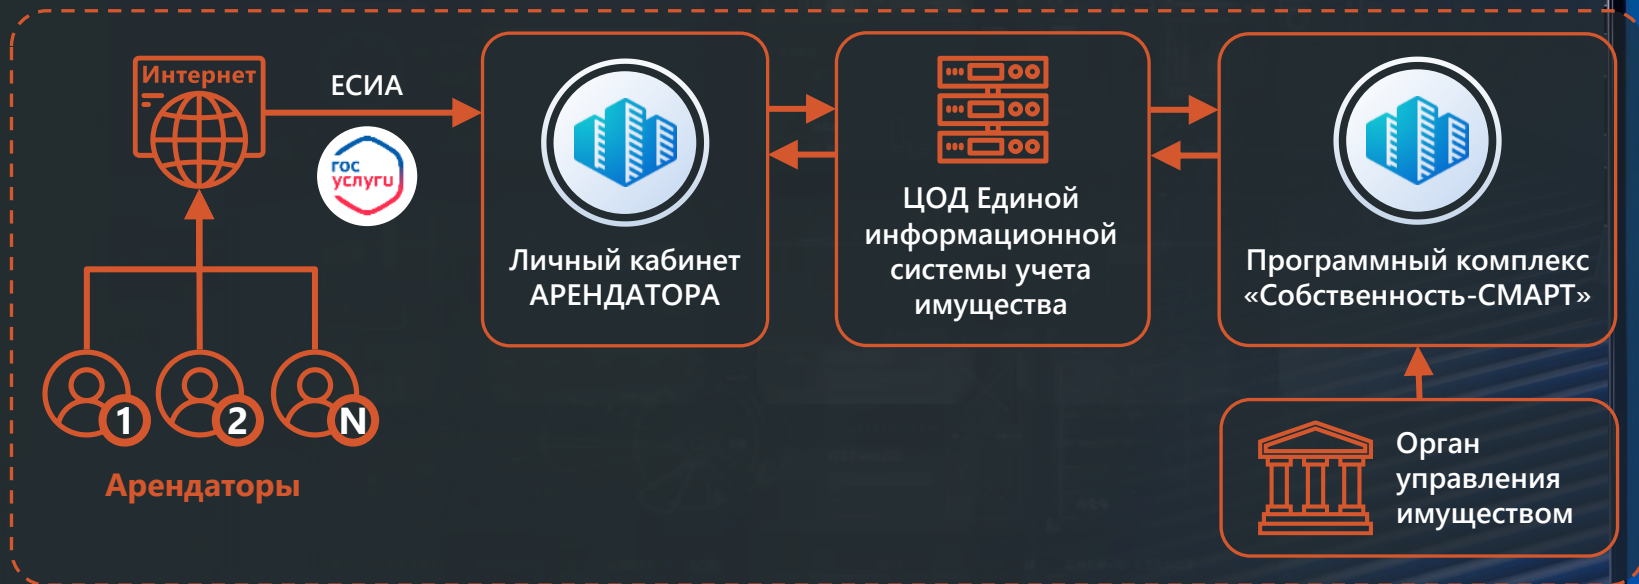 Интернет
ЕСИА
гос
услуги
Личный кабинет
АРЕНДАТОРА
ЦОД Единой
информационной
системы учета
имущества
Программный комплекс
«Собственность-СМАРТ»
1
2
N
Арендаторы
Орган
управления
имуществом